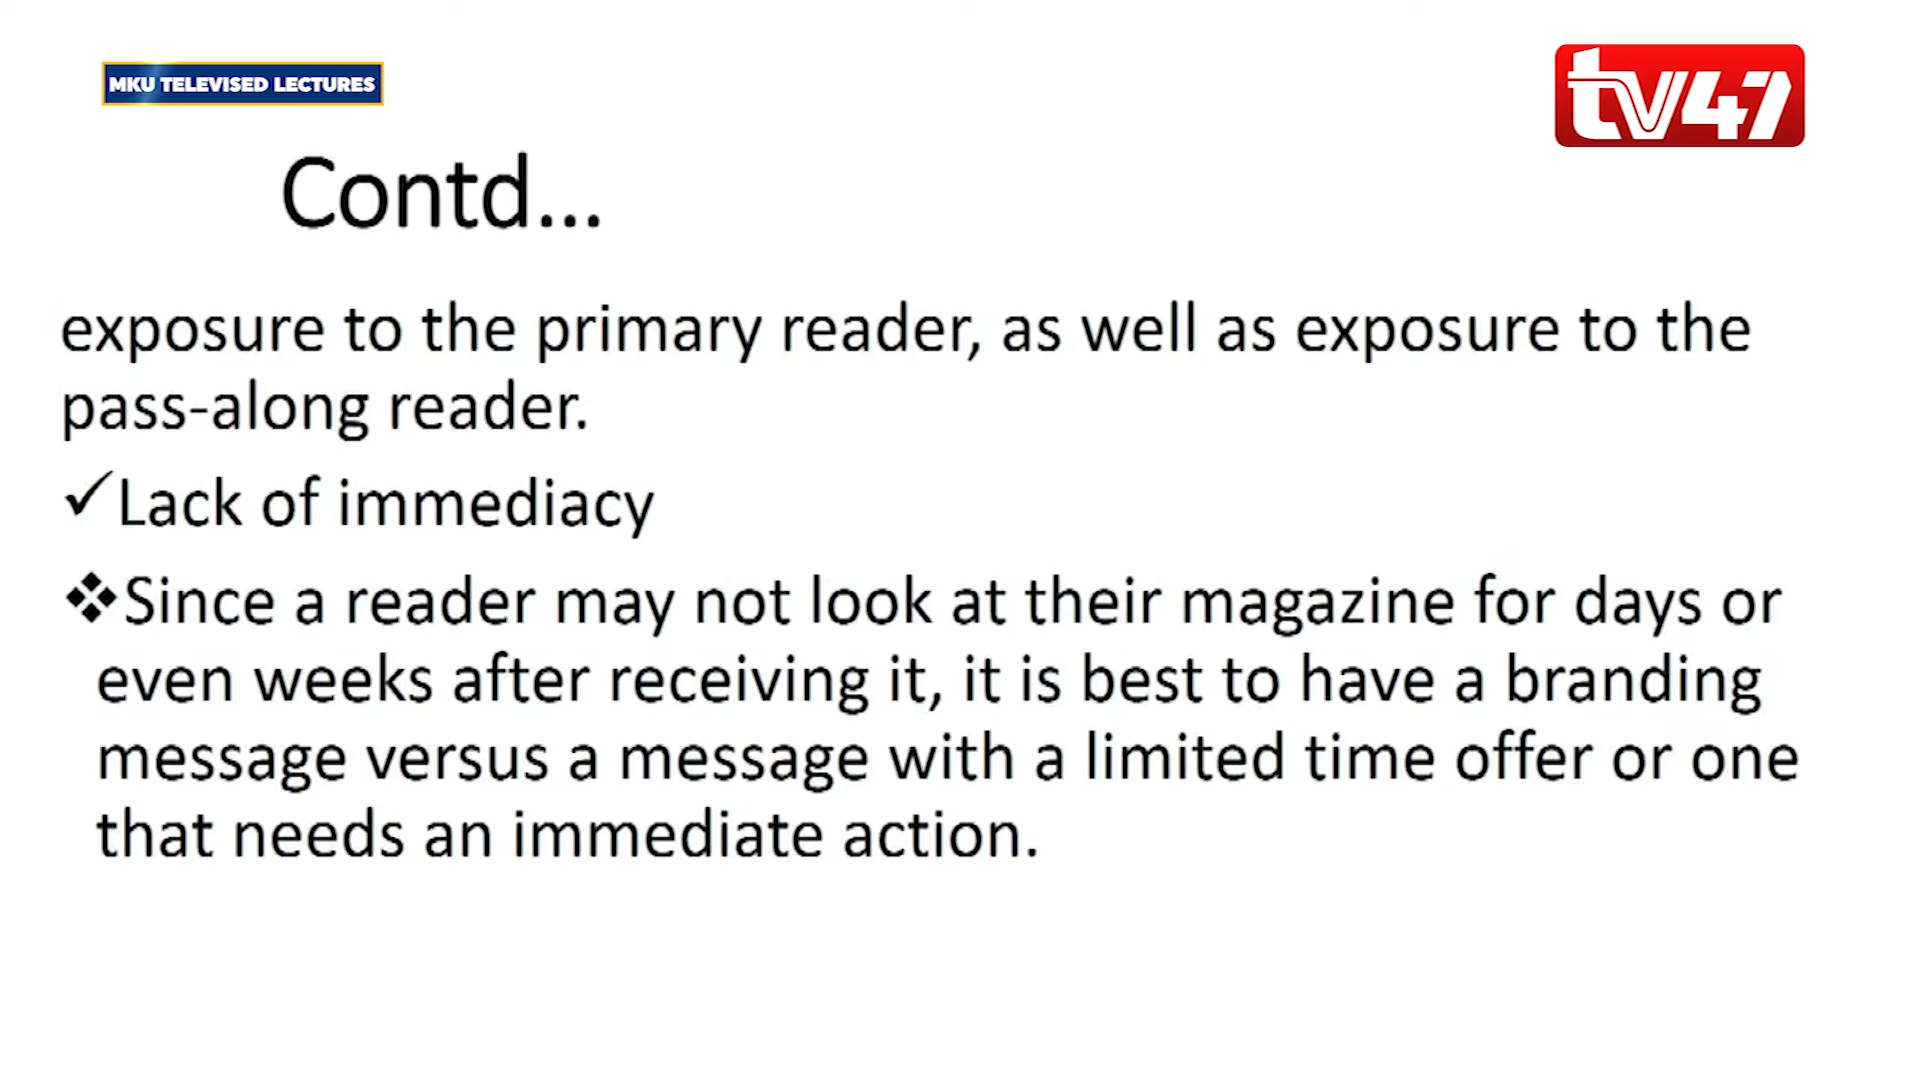 MKU TELEVISED LECTURES
tv47
Contd...
exposure to the primary reader, as well as exposure to the
pass-along reader.
✓Lack of immediacy
❖Since a reader may not look at their magazine for days or
even weeks after receiving it, it is best to have a branding
message versus a message with a limited time offer or one
that needs an immediate action.